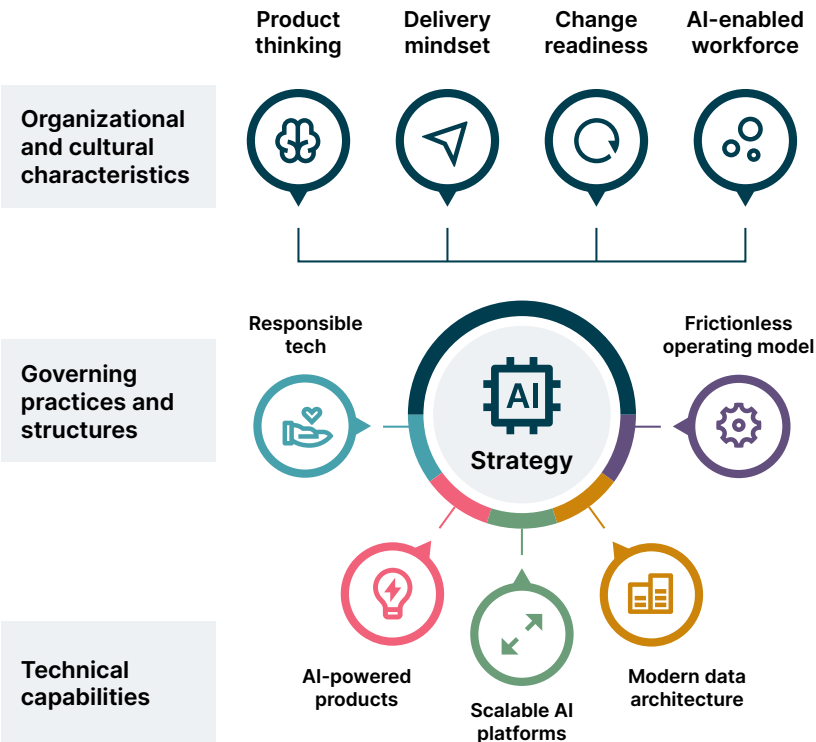 Product
thinking
Delivery
mindset
Change
readiness
AI-enabled
workforce
Organizational
and cultural
characteristics
Responsible
tech
Frictionless
operating model
Governing
practices and
structures
AI
Strategy
Technical
capabilities
AI-powered
products
Scalable AI
platforms
Modern data
architecture